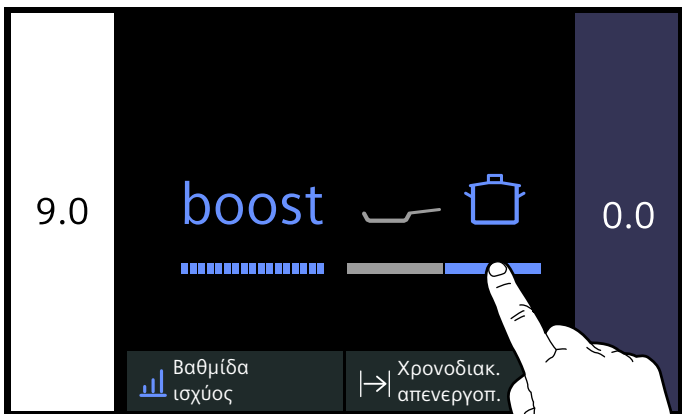 9.0
boost
0.0
Βαθμίδα
ισχύος
Χρονοδιακ.
απενεργοπ.